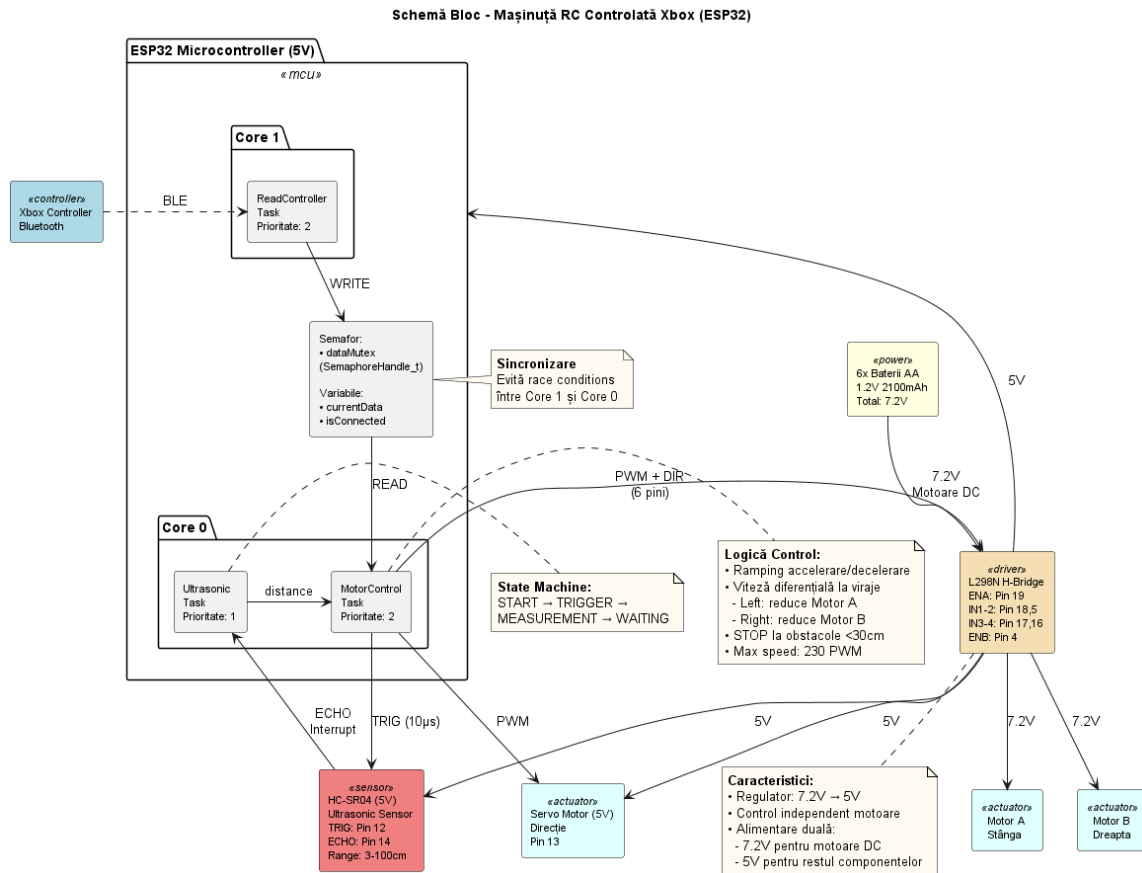 Schemă Bloc - Mașinuță RC Controlată Xbox (ESP32)
ESP32 Microcontroller (5V)
«mcu»
Core 1
ReadController
Task
Prioritate: 2
«controller»
Xbox Controller
Bluetooth
BLE
WRITE
Semafor:
• dataMutex
(SemaphoreHandle_t)
Variabile:
• currentData
• isConnected
Sincronizare
Evită race conditions
între Core 1 și Core 0
«power»
6x Baterii AA
1.2V 2100mAh
Total: 7.2V
5V
READ
PWM + DIR
(6 pini)
7.2V
Motoare DC
Core 0
Ultrasonic
Task
Prioritate: 1
distance
MotorControl
Task
Prioritate: 2
State Machine:
START → TRIGGER →
MEASUREMENT → WAITING
Logică Control:
• Ramping accelerare/decelerare
• Viteză diferențială la viraje
- Left: reduce Motor A
- Right: reduce Motor B
• STOP la obstacole <30cm
• Max speed: 230 PWM
«driver»
L298N H-Bridge
ENA: Pin 19
IN1-2: Pin 18,5
IN3-4: Pin 17,16
ENB: Pin 4
ECHO
Interrupt
TRIG (10µs)
PWM
5V
5V
7.2V
7.2V
«sensor»
HC-SR04 (5V)
Ultrasonic Sensor
TRIG: Pin 12
ECHO: Pin 14
Range: 3-100cm
«actuator»
Servo Motor (5V)
Direcție
Pin 13
Caracteristici:
• Regulator: 7.2V → 5V
• Control independent motoare
• Alimentare duală:
- 7.2V pentru motoare DC
- 5V pentru restul componentelor
«actuator»
Motor A
Stânga
«actuator»
Motor B
Dreapta